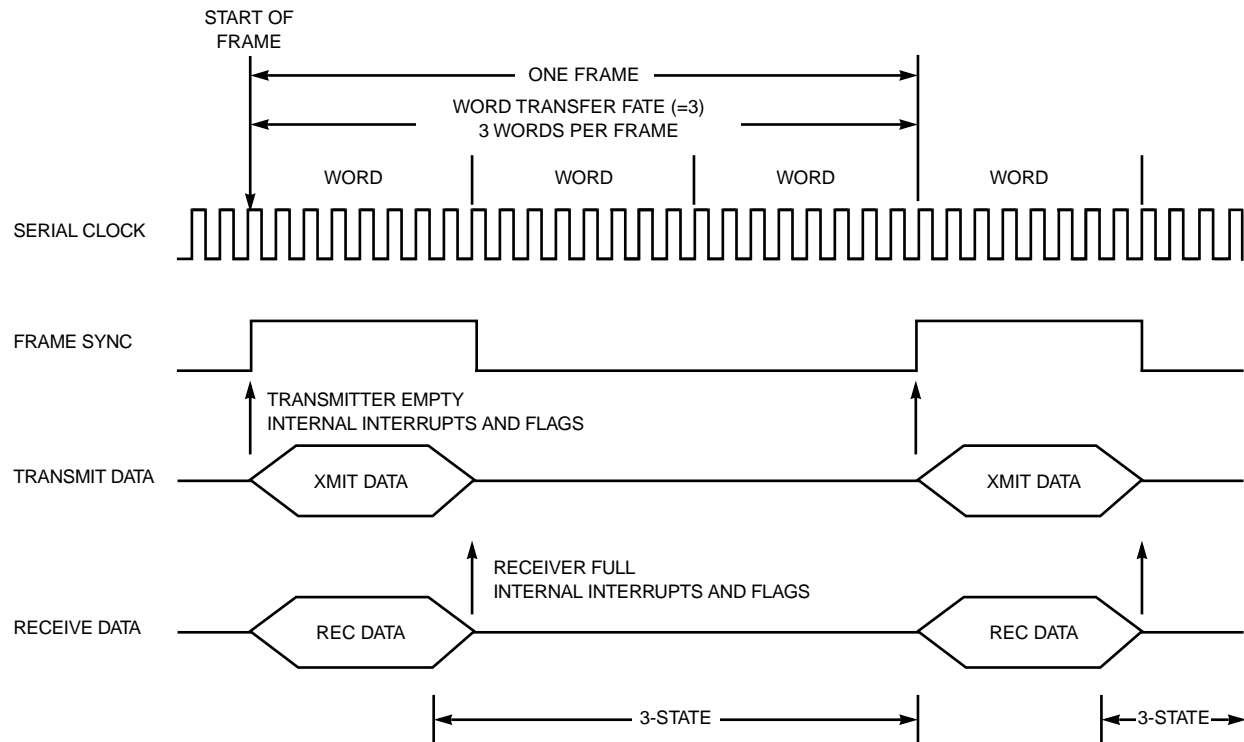 START OF
FRAME
ONE FRAME
WORD TRANSFER FATE (=3)
3 WORDS PER FRAME
WORD WORD WORD WORD
SERIAL CLOCK
FRAME SYNC
TRANSMITTER EMPTY
INTERNAL INTERRUPTS AND FLAGS
TRANSMIT DATA XMIT DATA XMIT DATA
RECEIVER FULL
INTERNAL INTERRUPTS AND FLAGS
RECEIVE DATA REC DATA REC DATA
3-STATE 3-STATE